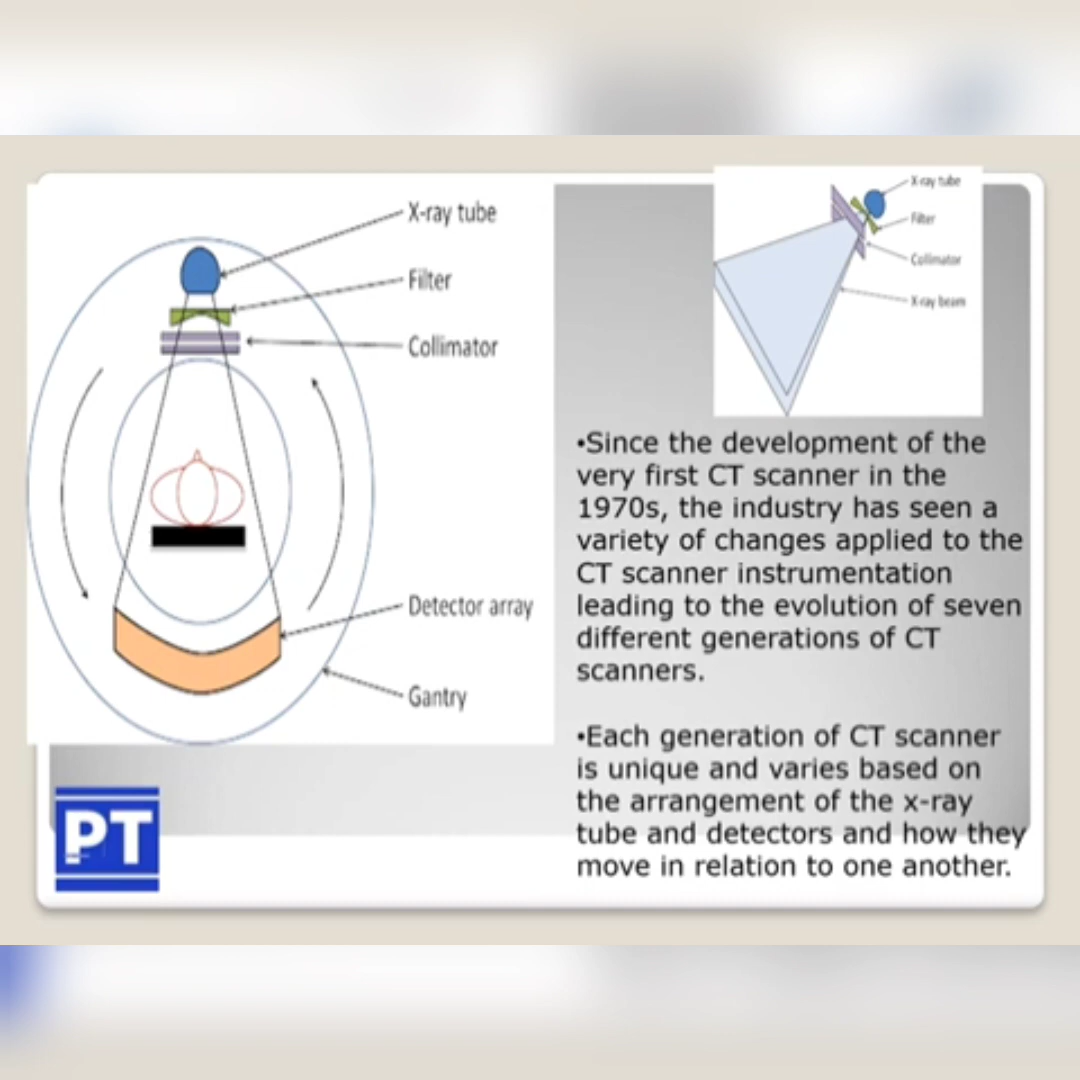 X-ray tube
Filter
Collimator
Detector array
Gantry
X-ray tube
Filter
Collimator
X-ray beam
•Since the development of the
very first CT scanner in the
1970s, the industry has seen a
variety of changes applied to the
CT scanner instrumentation
leading to the evolution of seven
different generations of CT
scanners.
•Each generation of CT scanner
is unique and varies based on
the arrangement of the x-ray
tube and detectors and how they
move in relation to one another.
PT